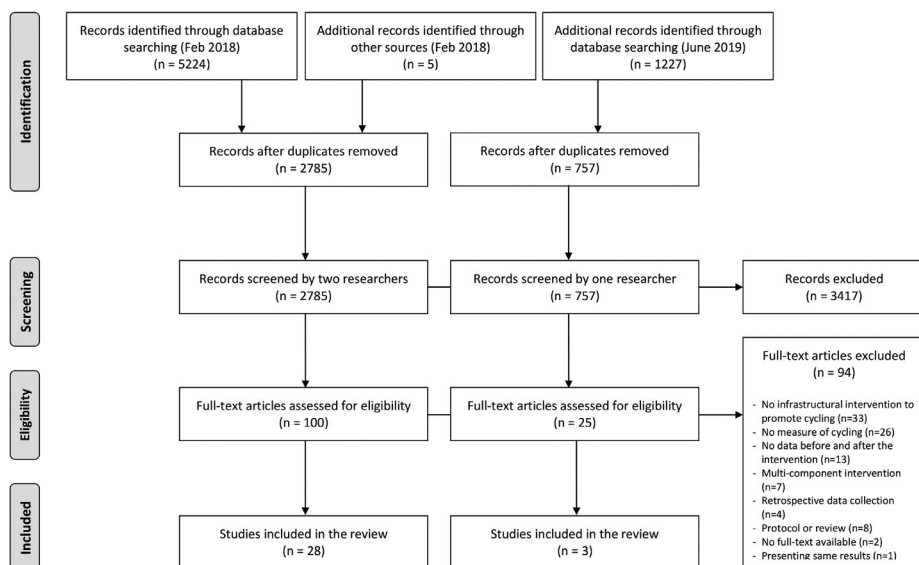 Identification
Records identified through database
searching (Feb 2018)
(n = 5224)
Additional records identified through
other sources (Feb 2018)
(n = 5)
Additional records identified through
database searching (June 2019)
(n = 1227)
Records after duplicates removed
(n = 2785)
Records after duplicates removed
(n = 757)
Screening
Records screened by two researchers
(n = 2785)
Records screened by one researcher
(n = 757)
Records excluded
(n = 3417)
Eligibility
Full-text articles assessed for eligibility
(n = 100)
Full-text articles assessed for eligibility
(n = 25)
Full-text articles excluded
(n = 94)
- No infrastructural intervention to
promote cycling (n=33)
- No measure of cycling (n=26)
- No data before and after the
intervention (n=13)
- Multi-component intervention
(n=7)
- Retrospective data collection
(n=4)
- Protocol or review (n=8)
- No full-text available (n=2)
- Presenting same results (n=1)
Included
Studies included in the review
(n = 28)
Studies included in the review
(n = 3)